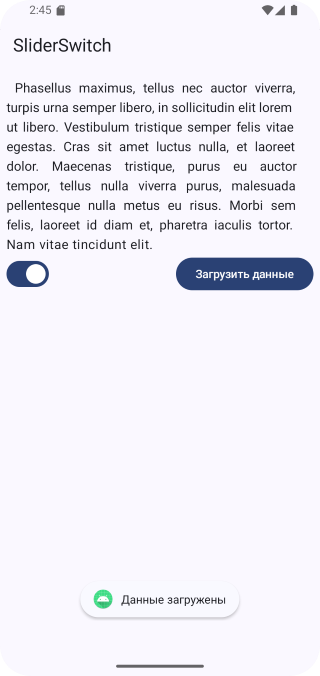 2:45
SliderSwitch
Phasellus maximus, tellus nec auctor viverra,
turpis urna semper libero, in sollicitudin elit lorem
ut libero. Vestibulum tristique semper felis vitae
egestas. Cras sit amet luctus nulla, et laoreet
dolor. Maecenas tristique, purus eu auctor
tempor, tellus nulla viverra purus, malesuada
pellentesque nulla metus eu risus. Morbi sem
felis, laoreet id diam et, pharetra iaculis tortor.
Nam vitae tincidunt elit.
Загрузить данные
Данные загружены